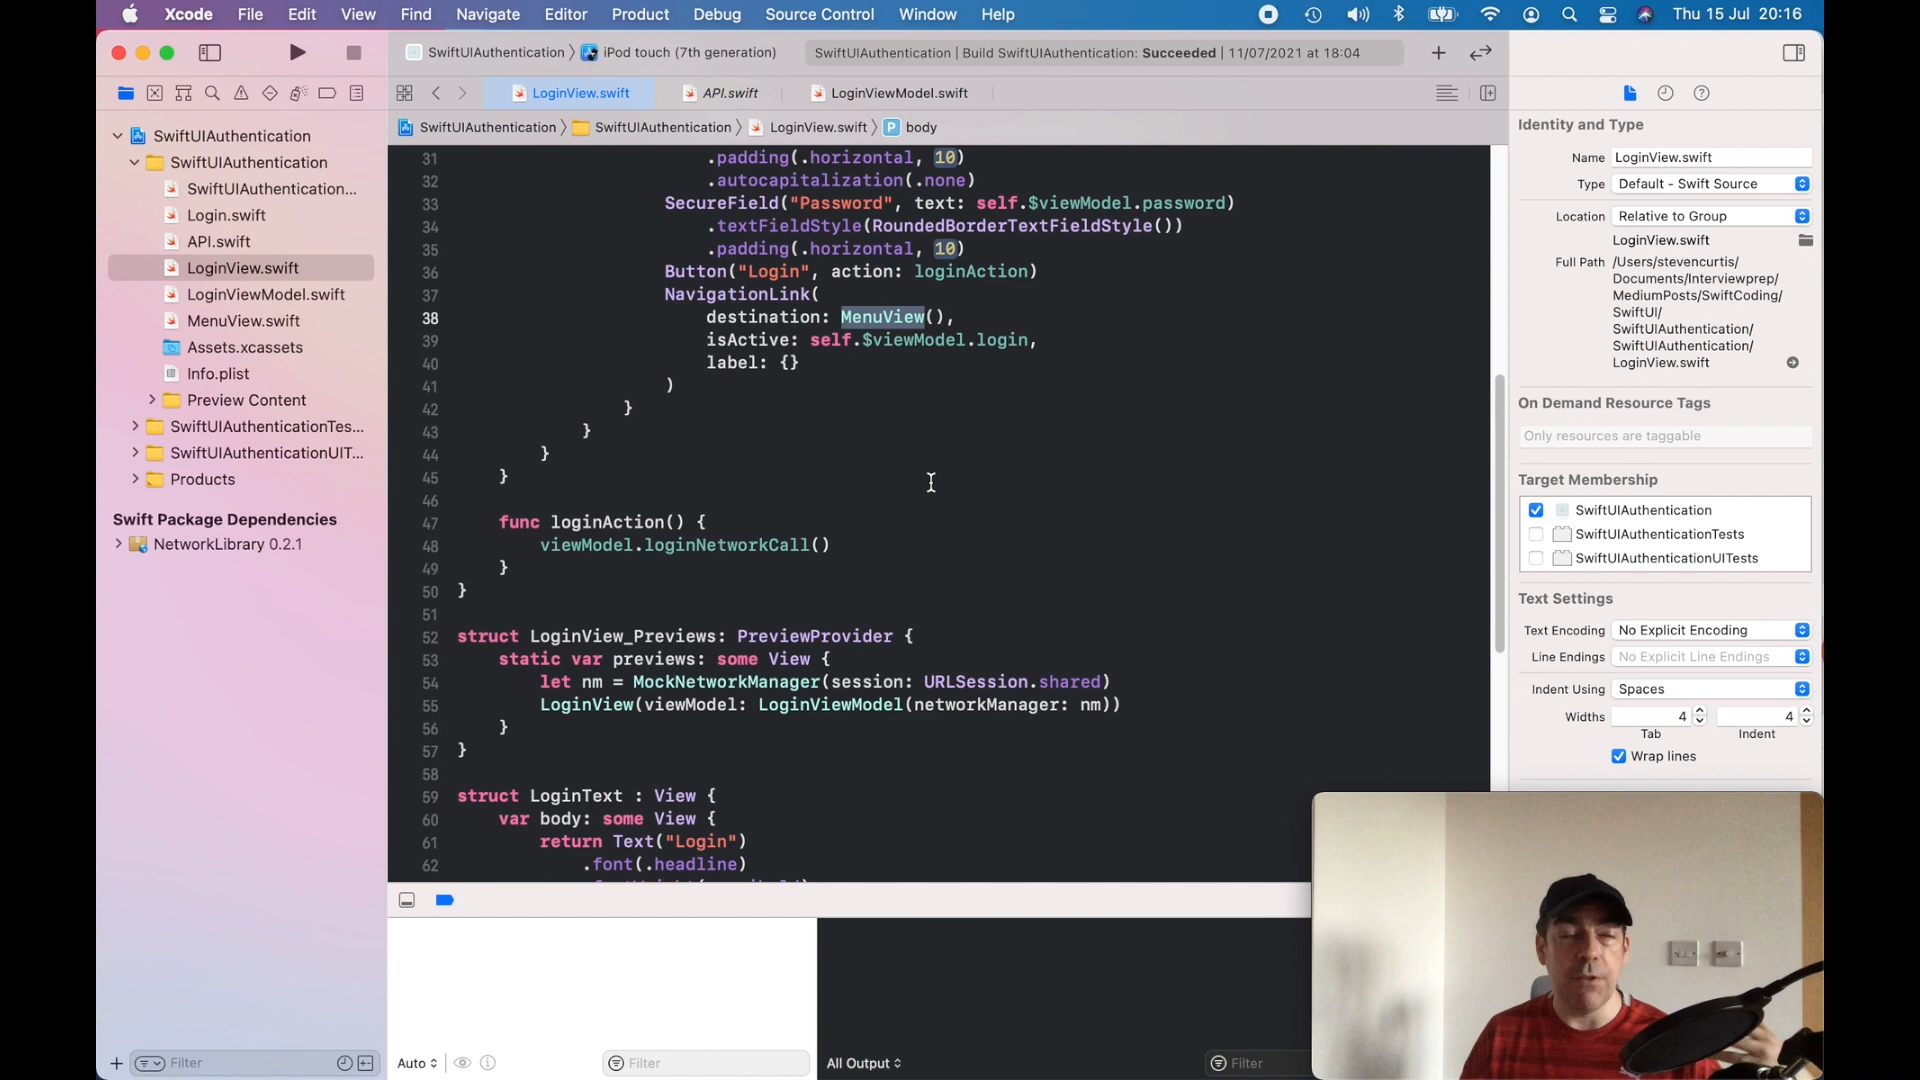 Xcode File Edit View Find Navigate Editor Product Debug Source Control Window Help Thu 15 Jul 20:16
SwiftUIAuthentication 〉 iPod touch (7th generation) SwiftUIAuthentication | Build SwiftUIAuthentication: Succeeded | 11/07/2021 at 18:04
LoginView.swift API.swift LoginViewModel.swift
SwiftUIAuthentication 〉 SwiftUIAuthentication 〉 LoginView.swift 〉 P body
SwiftUIAuthentication
SwiftUIAuthentication
SwiftUIAuthentication...
Login.swift
API.swift
LoginView.swift
LoginViewModel.swift
MenuView.swift
Assets.xcassets
Info.plist
Preview Content
SwiftUIAuthenticationTes...
SwiftUIAuthenticationUIT...
Products
Swift Package Dependencies
NetworkLibrary 0.2.1
Filter
31 .padding(.horizontal, 10)
32 .autocapitalization(.none)
33 SecureField("Password", text: self.$viewModel.password)
34 .textFieldStyle(RoundedBorderTextFieldStyle())
35 .padding(.horizontal, 10)
36 Button("Login", action: loginAction)
37 NavigationLink(
38 destination: MenuView(),
39 isActive: self.$viewModel.login,
40 label: {}
41 )
42 }
43 }
44 }
45 }
46
47 func loginAction() {
48 viewModel.loginNetworkCall()
49 }
50 }
51
52 struct LoginView_Previews: PreviewProvider {
53 static var previews: some View {
54 let nm = MockNetworkManager(session: URLSession.shared)
55 LoginView(viewModel: LoginViewModel(networkManager: nm))
56 }
57 }
58
59 struct LoginText : View {
60 var body: some View {
61 return Text("Login")
62 .font(.headline)
Auto Filter All Output Filter
Identity and Type
Name LoginView.swift
Type Default - Swift Source
Location Relative to Group
LoginView.swift
Full Path /Users/stevencurtis/
Documents/Interviewprep/
MediumPosts/SwiftCoding/
SwiftUI/
SwiftUIAuthentication/
SwiftUIAuthentication/
LoginView.swift
On Demand Resource Tags
Only resources are taggable
Target Membership
SwiftUIAuthentication
SwiftUIAuthenticationTests
SwiftUIAuthenticationUITests
Text Settings
Text Encoding No Explicit Encoding
Line Endings No Explicit Line Endings
Indent Using Spaces
Widths 4 4
Tab Indent
Wrap lines